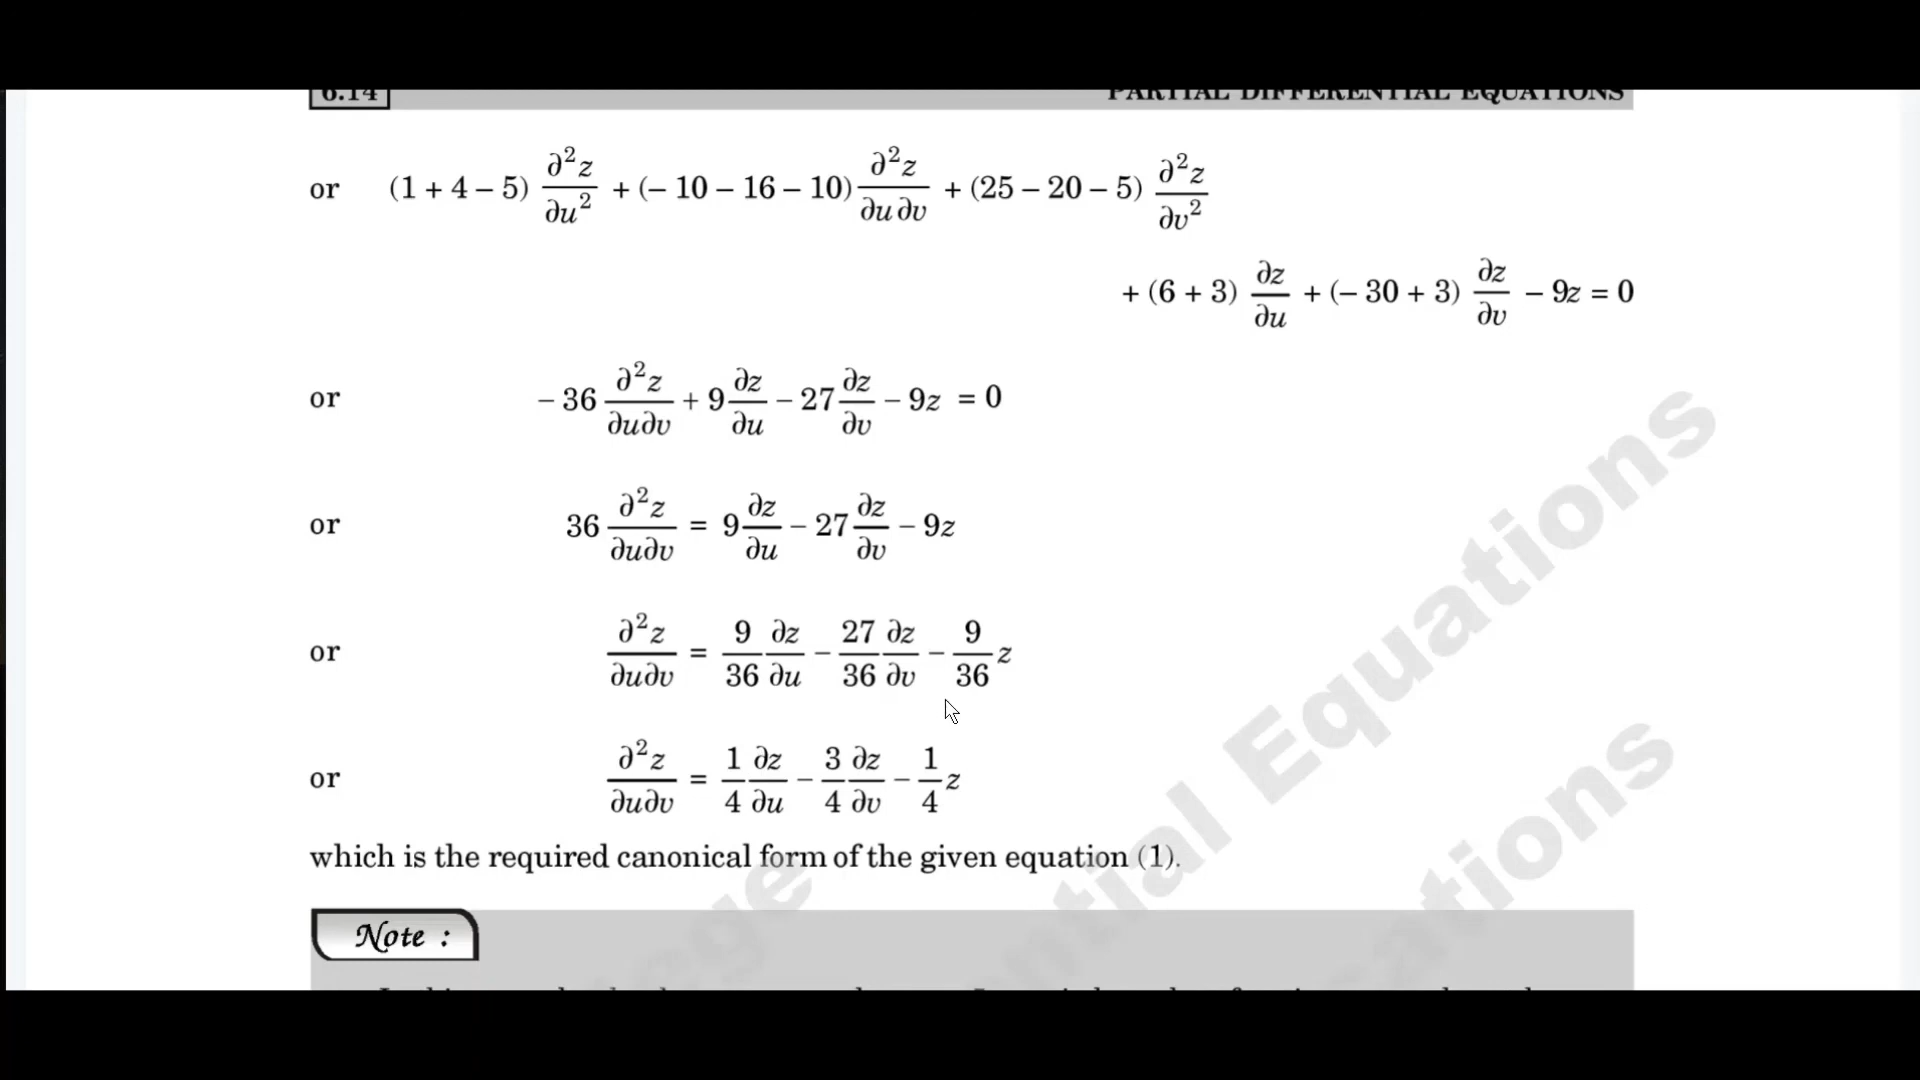 6.14 PARTIAL DIFFERENTIAL EQUATIONS
or (1 + 4 – 5) ∂²z/∂u² + (– 10 – 16 – 10) ∂²z/∂u∂v + (25 – 20 – 5) ∂²z/∂v²
+ (6 + 3) ∂z/∂u + (– 30 + 3) ∂z/∂v – 9z = 0
or – 36 ∂²z/∂u∂v + 9 ∂z/∂u – 27 ∂z/∂v – 9z = 0
or 36 ∂²z/∂u∂v = 9 ∂z/∂u – 27 ∂z/∂v – 9z
or ∂²z/∂u∂v = 9/36 ∂z/∂u – 27/36 ∂z/∂v – 9/36 z
or ∂²z/∂u∂v = 1/4 ∂z/∂u – 3/4 ∂z/∂v – 1/4 z
which is the required canonical form of the given equation (1).
Note :
Equations